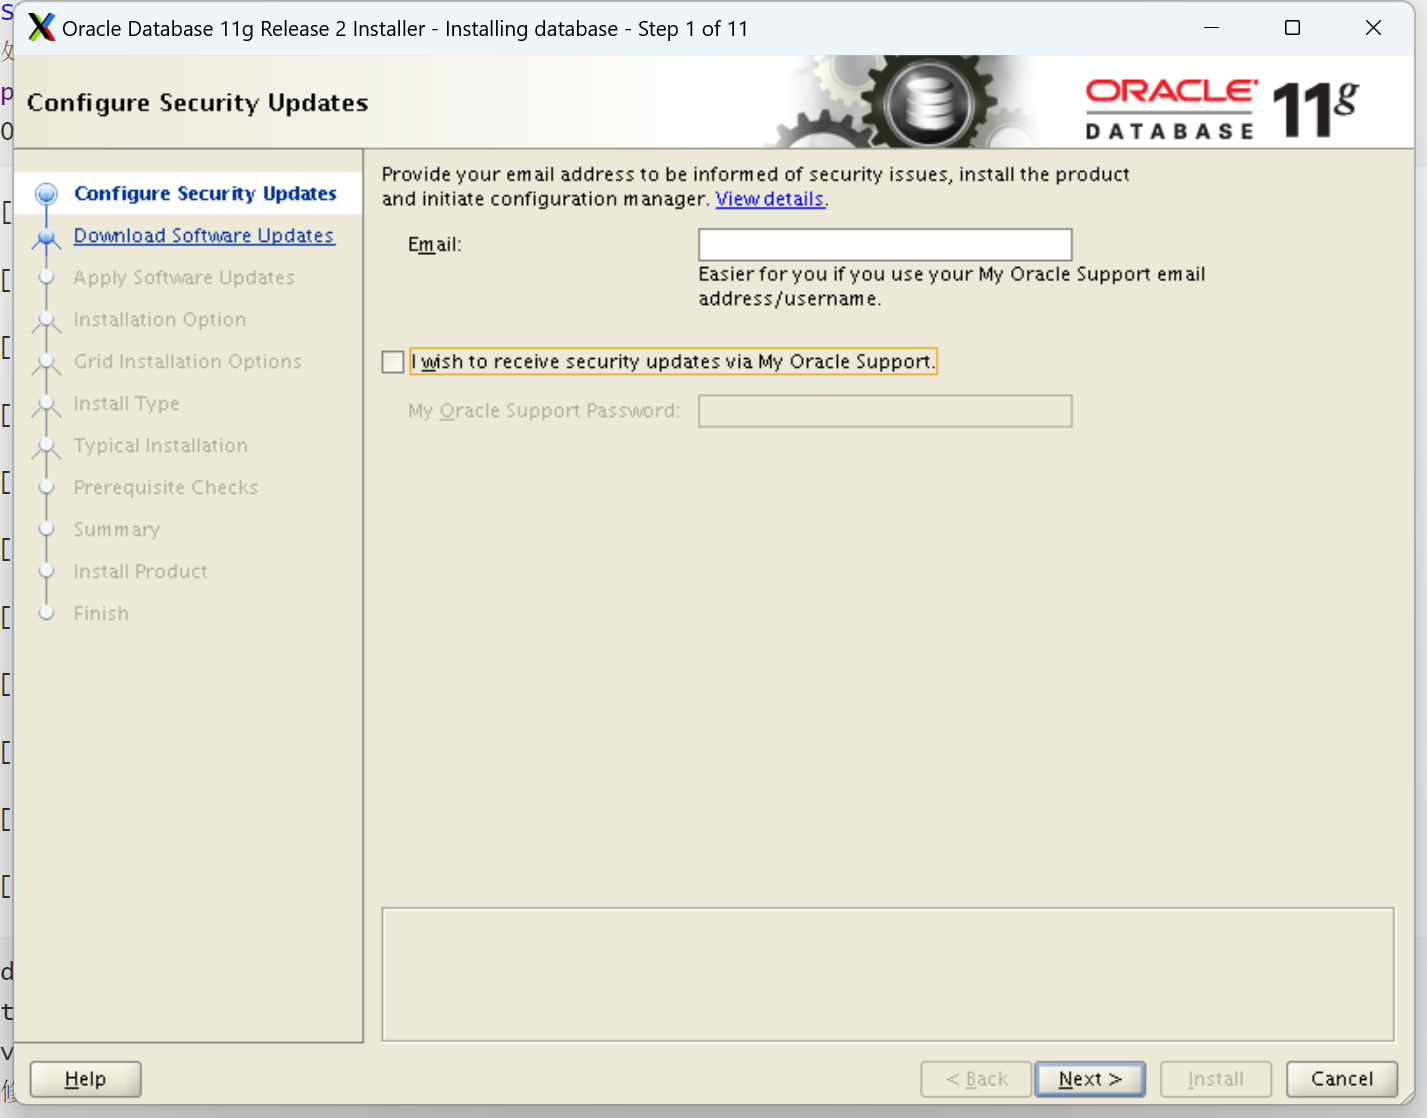 Oracle Database 11g Release 2 Installer - Installing database - Step 1 of 11
Configure Security Updates
ORACLE
DATABASE
11g
Configure Security Updates
Download Software Updates
Apply Software Updates
Installation Option
Grid Installation Options
Install Type
Typical Installation
Prerequisite Checks
Summary
Install Product
Finish
Provide your email address to be informed of security issues, install the product
and initiate configuration manager. View details.
Email:
Easier for you if you use your My Oracle Support email
address/username.
I wish to receive security updates via My Oracle Support.
My Oracle Support Password:
Help
< Back
Next >
Install
Cancel